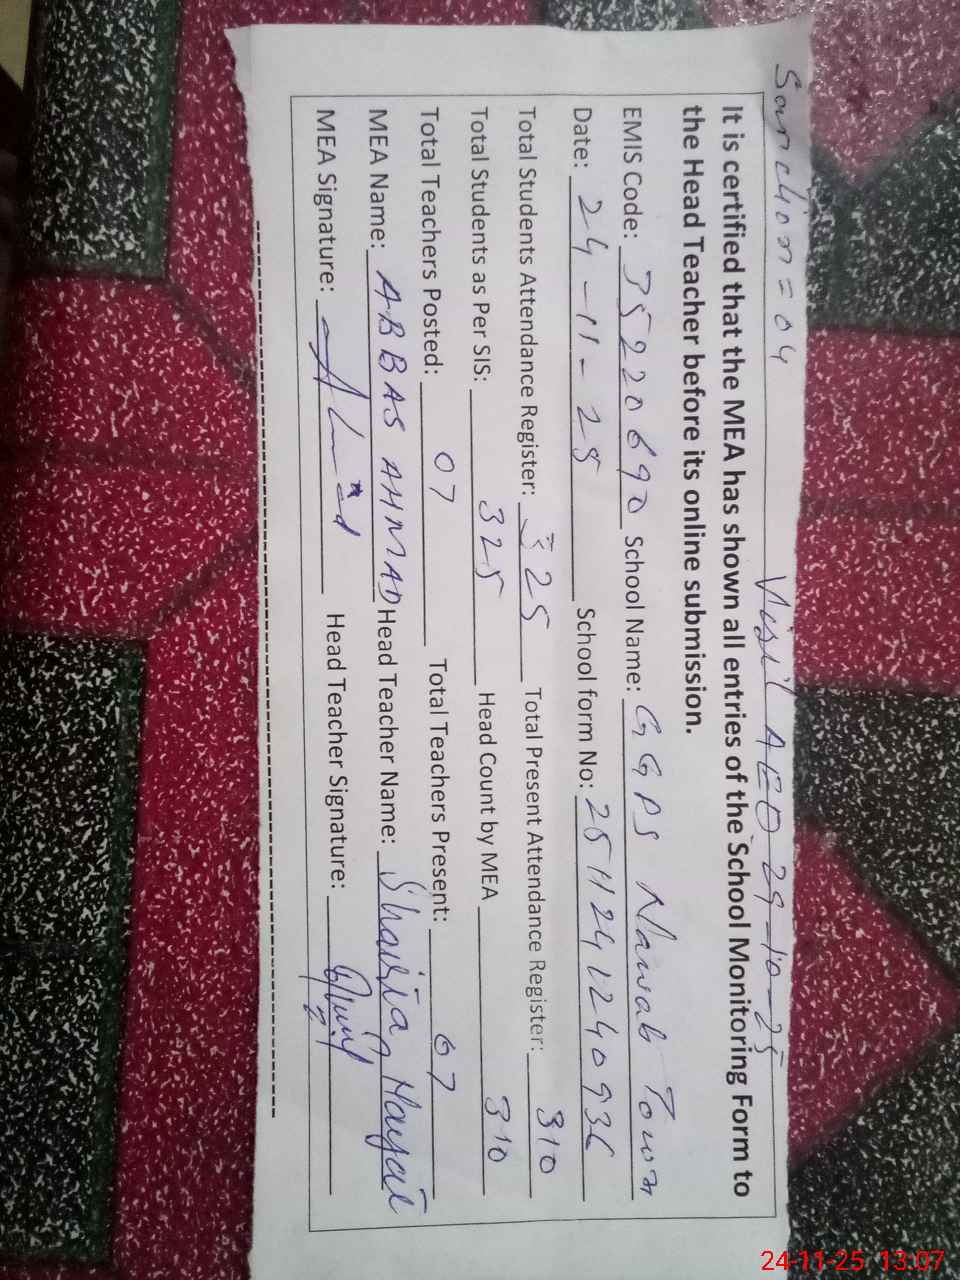 Sanction = 04 Visit AEO 29-10-25
It is certified that the MEA has shown all entries of the School Monitoring Form to
the Head Teacher before its online submission.
EMIS Code: 35220690 School Name: GGPS Nawab Town
Date: 24-11-25 School form No:
Total Students Attendance Register: 325 Total Present Attendance Register: 310
Total Students as Per SIS: 325 Head Count by MEA 310
Total Teachers Posted: 07 Total Teachers Present: 07
MEA Name: ABBAS AHMAD Head Teacher Name:
MEA Signature: Head Teacher Signature:
24-11-25 13:07